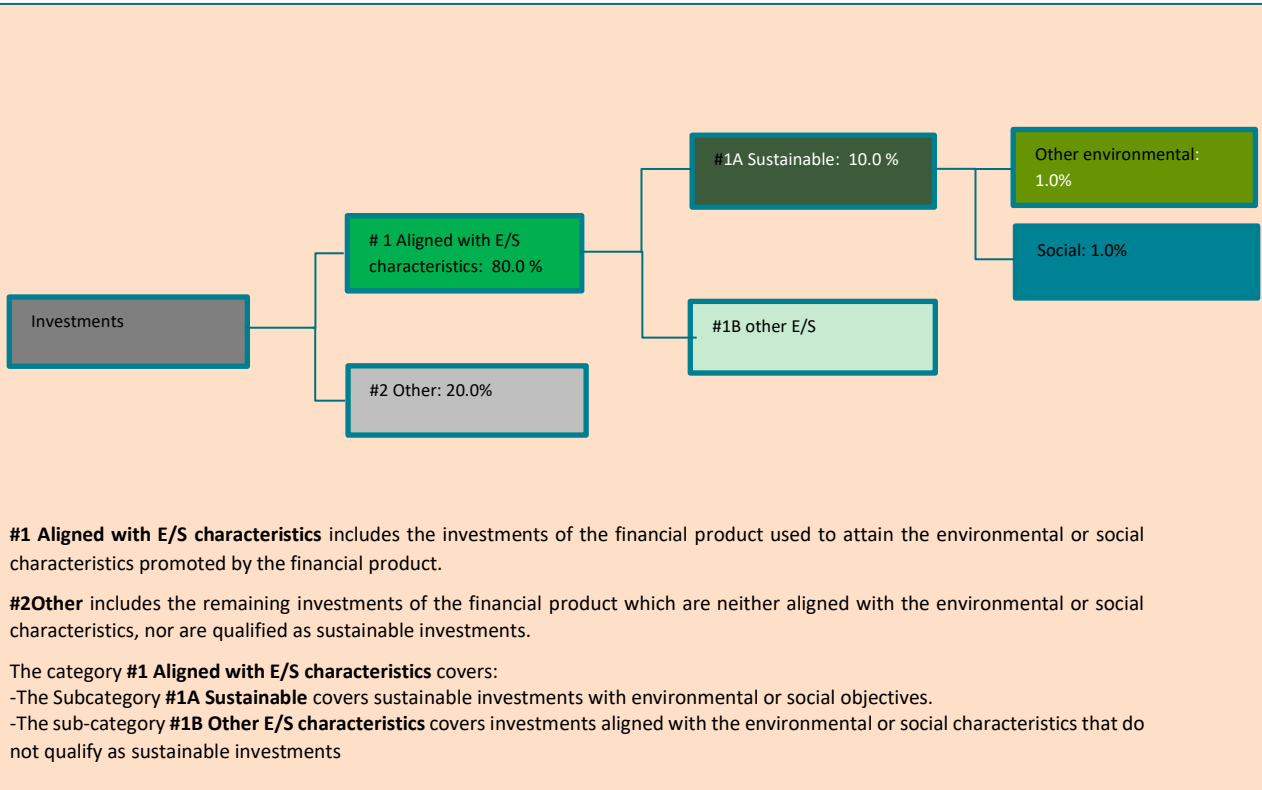 #1A Sustainable: 10.0 %
Other environmental:
1.0%
# 1 Aligned with E/S
characteristics: 80.0 %
Social: 1.0%
Investments
#1B other E/S
#2 Other: 20.0%
#1 Aligned with E/S characteristics includes the investments of the financial product used to attain the environmental or social
characteristics promoted by the financial product.
#2Other includes the remaining investments of the financial product which are neither aligned with the environmental or social
characteristics, nor are qualified as sustainable investments.
The category #1 Aligned with E/S characteristics covers:
-The Subcategory #1A Sustainable covers sustainable investments with environmental or social objectives.
-The sub-category #1B Other E/S characteristics covers investments aligned with the environmental or social characteristics that do
not qualify as sustainable investments